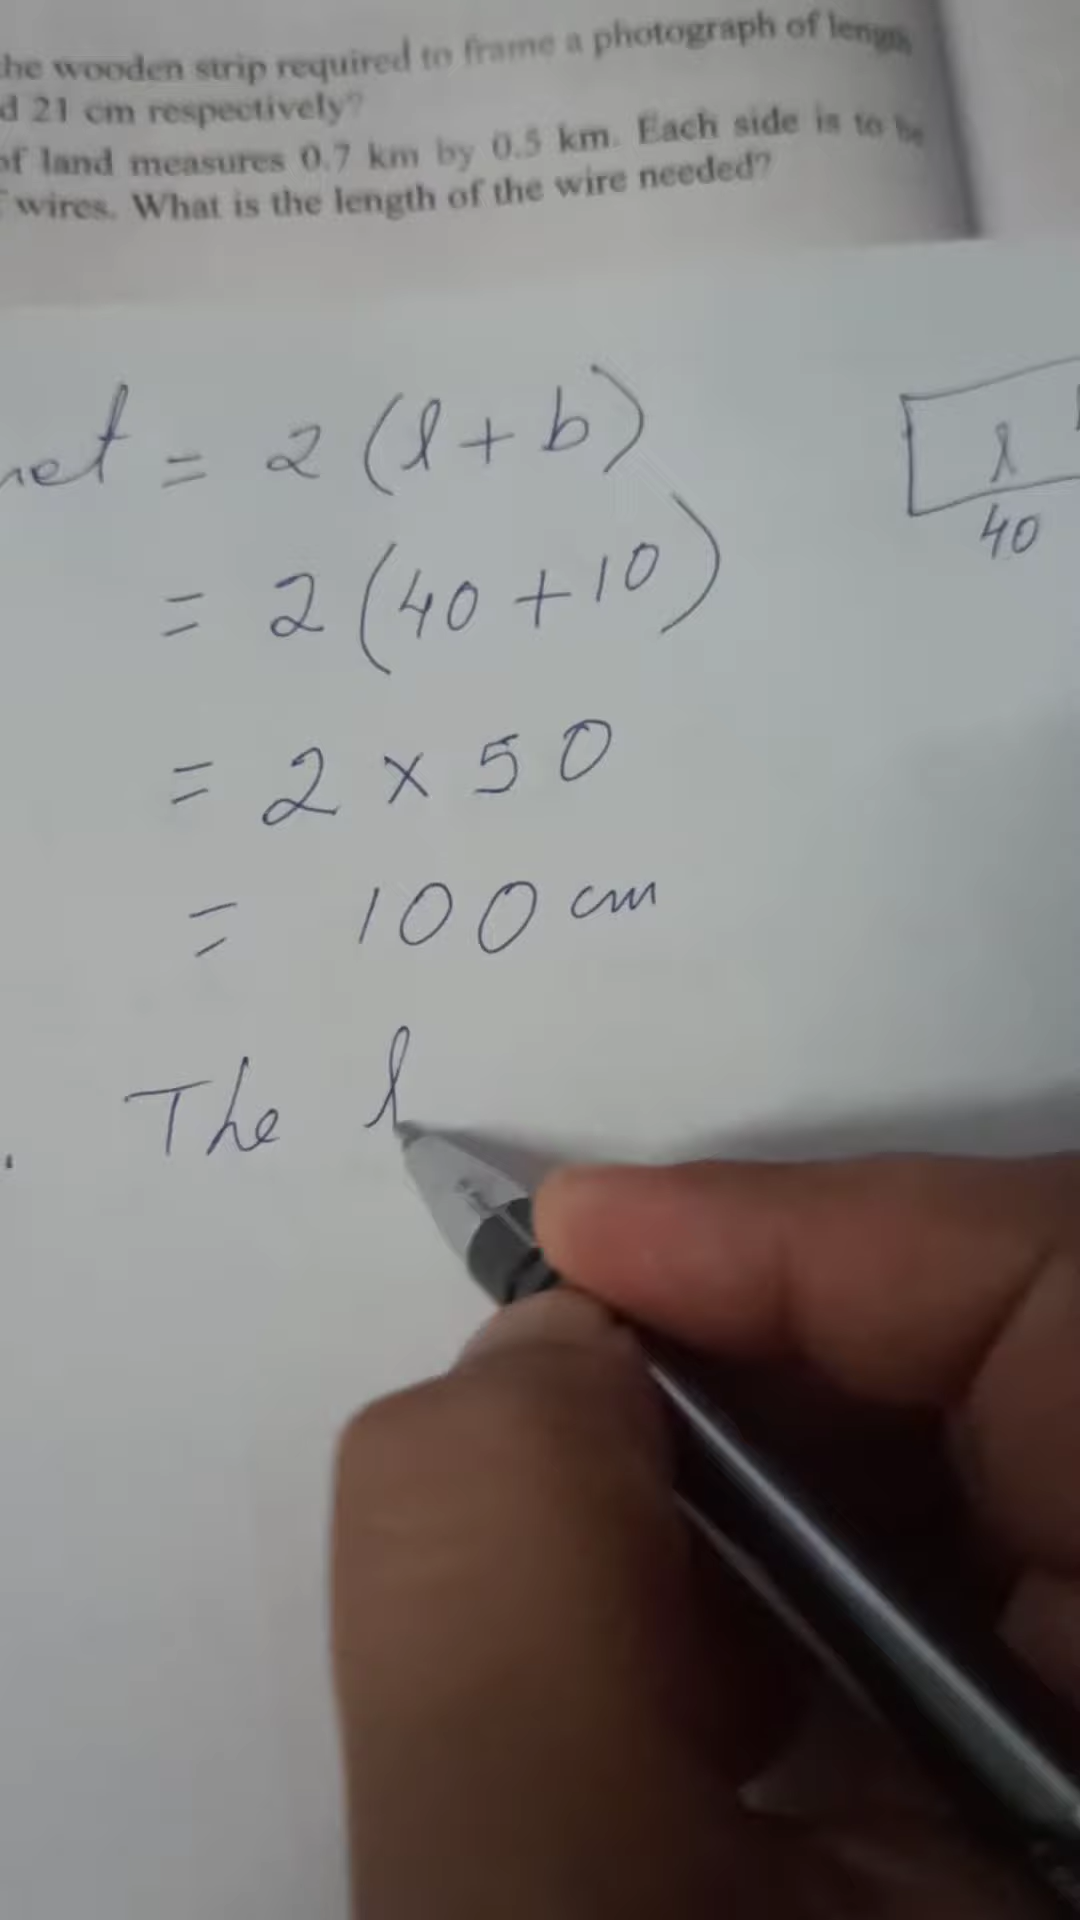 the wooden strip required to frame a photograph of length
d 21 cm respectively?
of land measures 0.7 km by 0.5 km. Each side is to be
wires. What is the length of the wire needed?
= 2 (l + b)
l
40
= 2 (40 + 10)
= 2 × 50
= 100 cm
The l